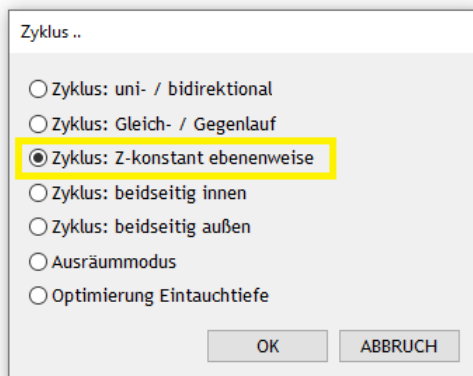 Zyklus ..
Zyklus: uni- / bidirektional
Zyklus: Gleich- / Gegenlauf
Zyklus: Z-konstant ebenenweise
Zyklus: beidseitig innen
Zyklus: beidseitig außen
Ausräummodus
Optimierung Eintauchtiefe
OK ABBRUCH